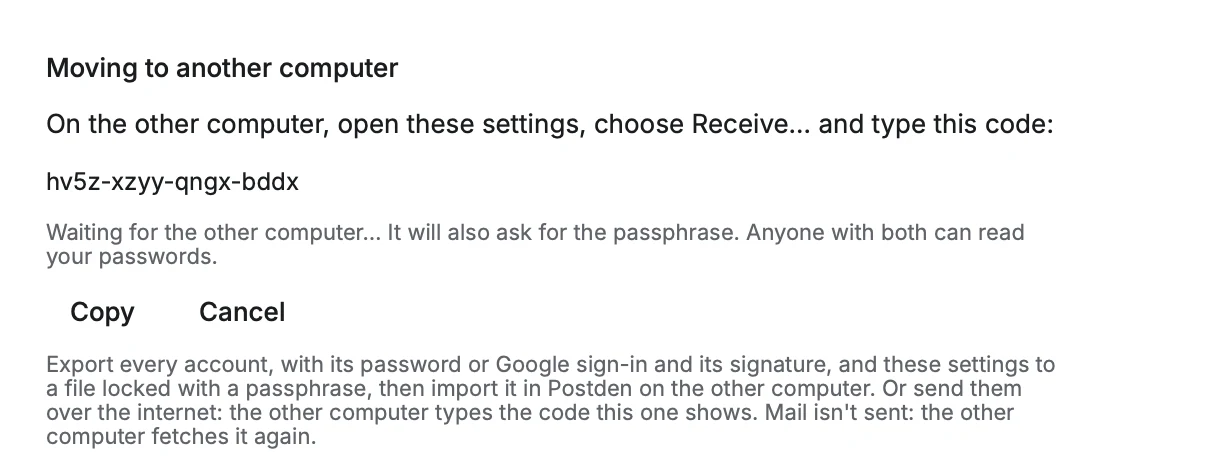 Moving to another computer
On the other computer, open these settings, choose Receive... and type this code:
hv5z-xzyy-qngx-bddx
Waiting for the other computer... It will also ask for the passphrase. Anyone with both can read
your passwords.
Copy Cancel
Export every account, with its password or Google sign-in and its signature, and these settings to
a file locked with a passphrase, then import it in Postden on the other computer. Or send them
over the internet: the other computer types the code this one shows. Mail isn't sent: the other
computer fetches it again.